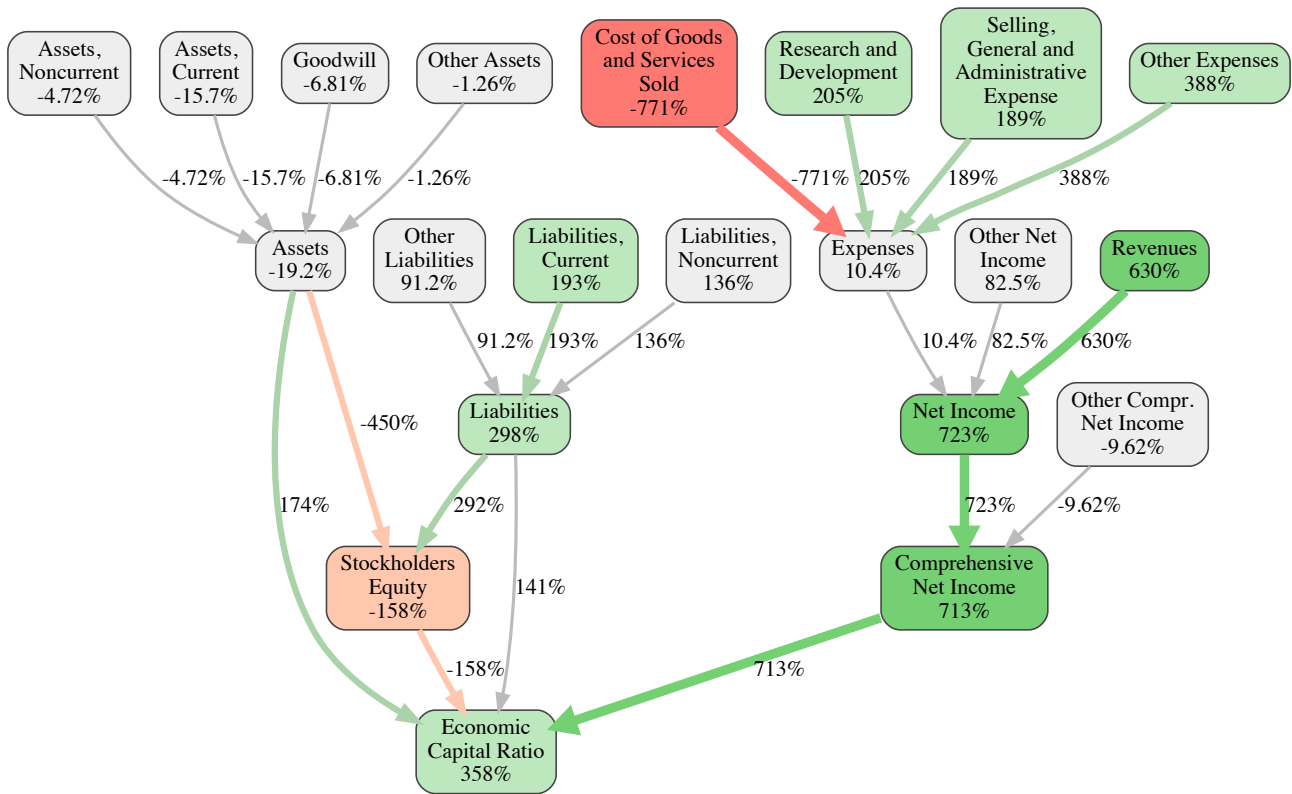 Assets,
Noncurrent
-4.72%
Assets,
Current
-15.7%
Goodwill
-6.81%
Other Assets
-1.26%
Cost of Goods
and Services
Sold
-771%
Research and
Development
205%
Selling,
General and
Administrative
Expense
189%
Other Expenses
388%
-4.72%
-15.7%
-6.81%
-1.26%
-771%
205%
189%
388%
Assets
-19.2%
Other
Liabilities
91.2%
Liabilities,
Current
193%
Liabilities,
Noncurrent
136%
Expenses
10.4%
Other Net
Income
82.5%
Revenues
630%
91.2%
193%
136%
10.4%
82.5%
630%
-450%
Liabilities
298%
Net Income
723%
Other Compr.
Net Income
-9.62%
174%
292%
723%
-9.62%
Stockholders
Equity
-158%
141%
Comprehensive
Net Income
713%
-158%
713%
Economic
Capital Ratio
358%